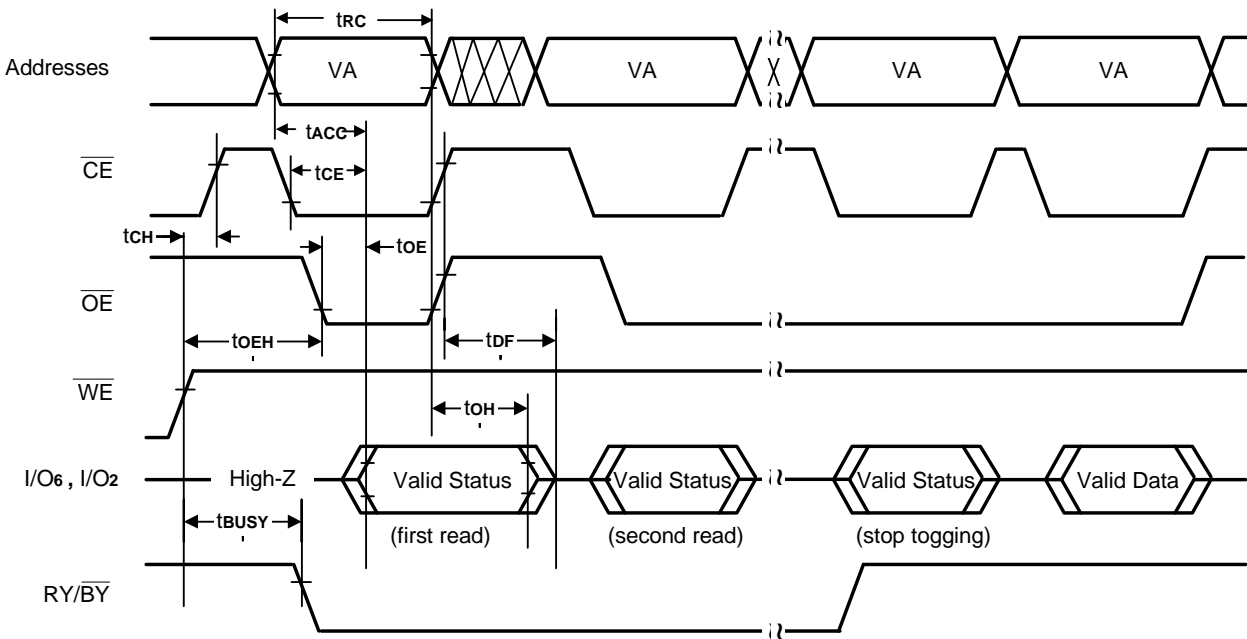 tRC
Addresses
VA
VA
VA
VA
tACC
CE
tCE
tCH
tOE
OE
tOEH
tDF
WE
tOH
I/O6 , I/O2
High-Z
Valid Status
Valid Status
Valid Status
Valid Data
tBUSY
(first read)
(second read)
(stop togging)
RY/BY